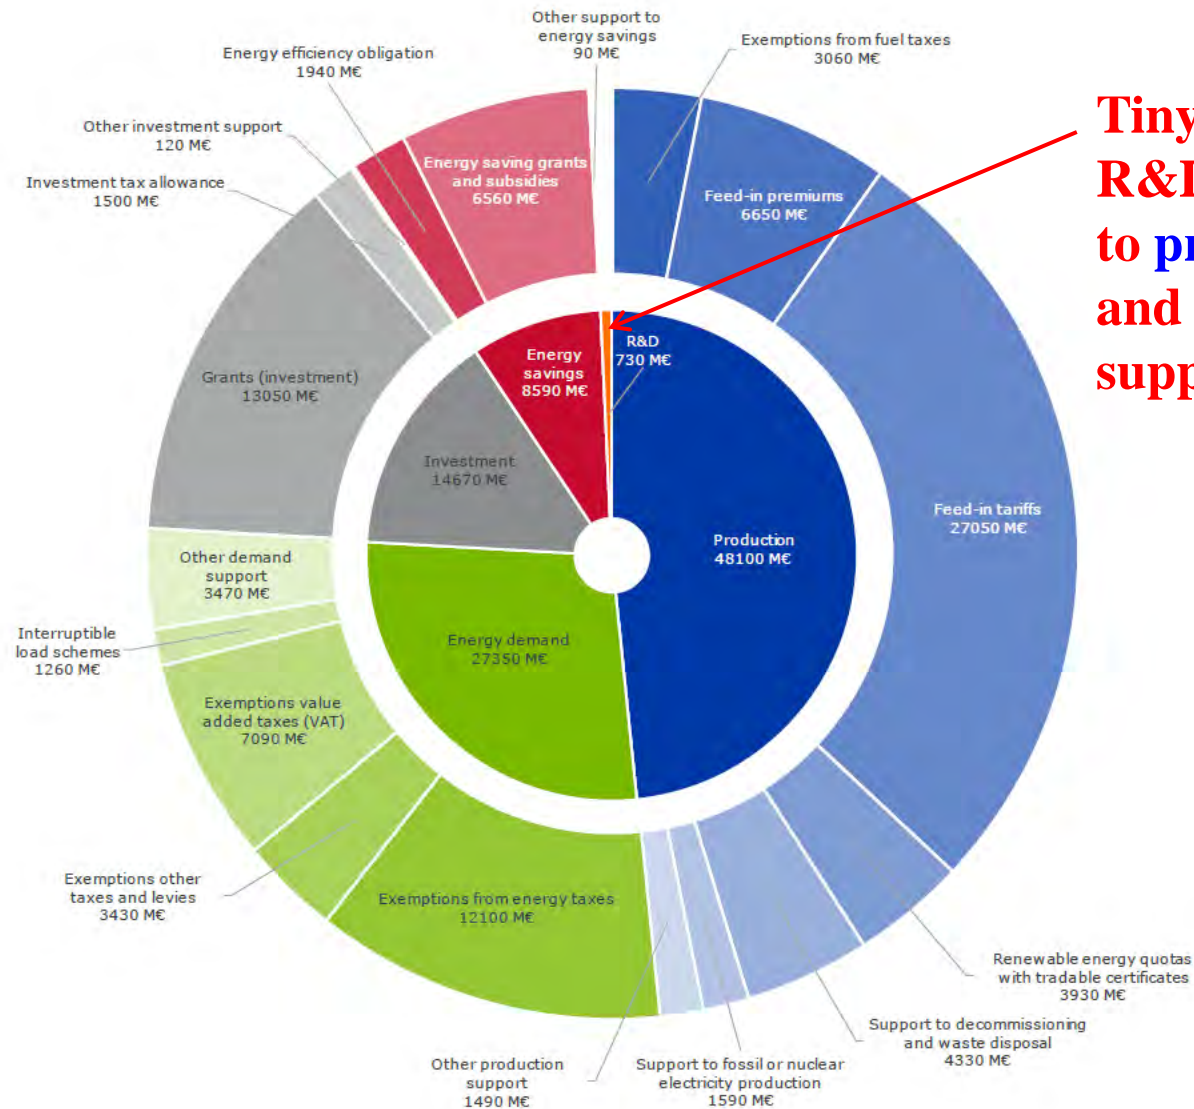 Other support to
energy savings
90 M€
Exemptions from fuel taxes
3060 M€
Energy efficiency obligation
1940 M€
Other investment support
120 M€
Investment tax allowance
1500 M€
Energy saving grants
and subsidies
6560 M€
Feed-in premiums
6650 M€
Tiny
to
and
R&D
730 M€
Energy
savings
8590 M€
Grants (investment)
13050 M€
Investment
14670 M€
Feed-in tariffs
27050 M€
Production
48100 M€
Other demand
support
3470 M€
Interruptible
load schemes
1260 M€
Energy demand
27350 M€
Exemptions value
added taxes (VAT)
7090 M€
Exemptions other
taxes and levies
3430 M€
Exemptions from energy taxes
12100 M€
Renewable energy quotas
with tradable certificates
3930 M€
Support to decommissioning
and waste disposal
4330 M€
Other production
support
1490 M€
Support to fossil or nuclear
electricity production
1590 M€